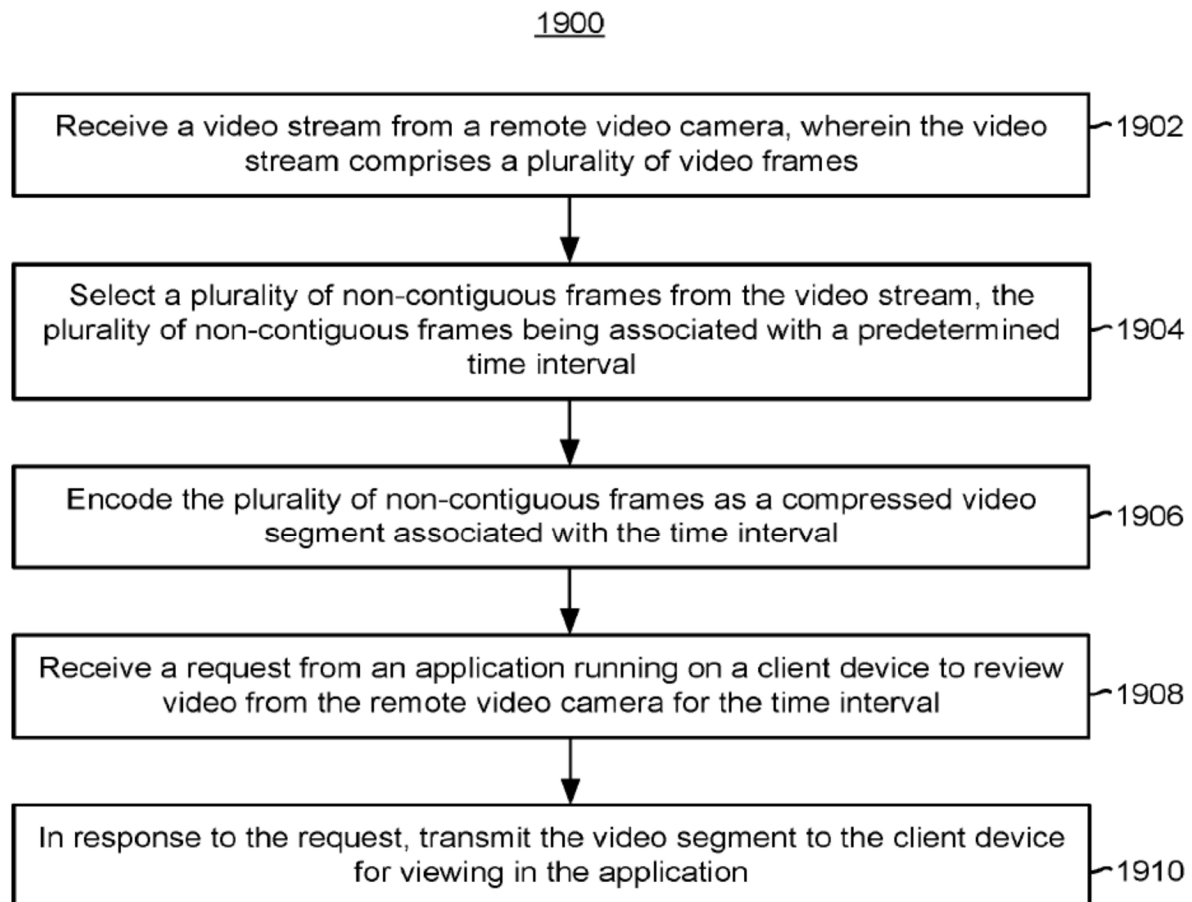 1900
Receive a video stream from a remote video camera, wherein the video
stream comprises a plurality of video frames
1902
Select a plurality of non-contiguous frames from the video stream, the
plurality of non-contiguous frames being associated with a predetermined
time interval
1904
Encode the plurality of non-contiguous frames as a compressed video
segment associated with the time interval
1906
Receive a request from an application running on a client device to review
video from the remote video camera for the time interval
1908
In response to the request, transmit the video segment to the client device
for viewing in the application
1910